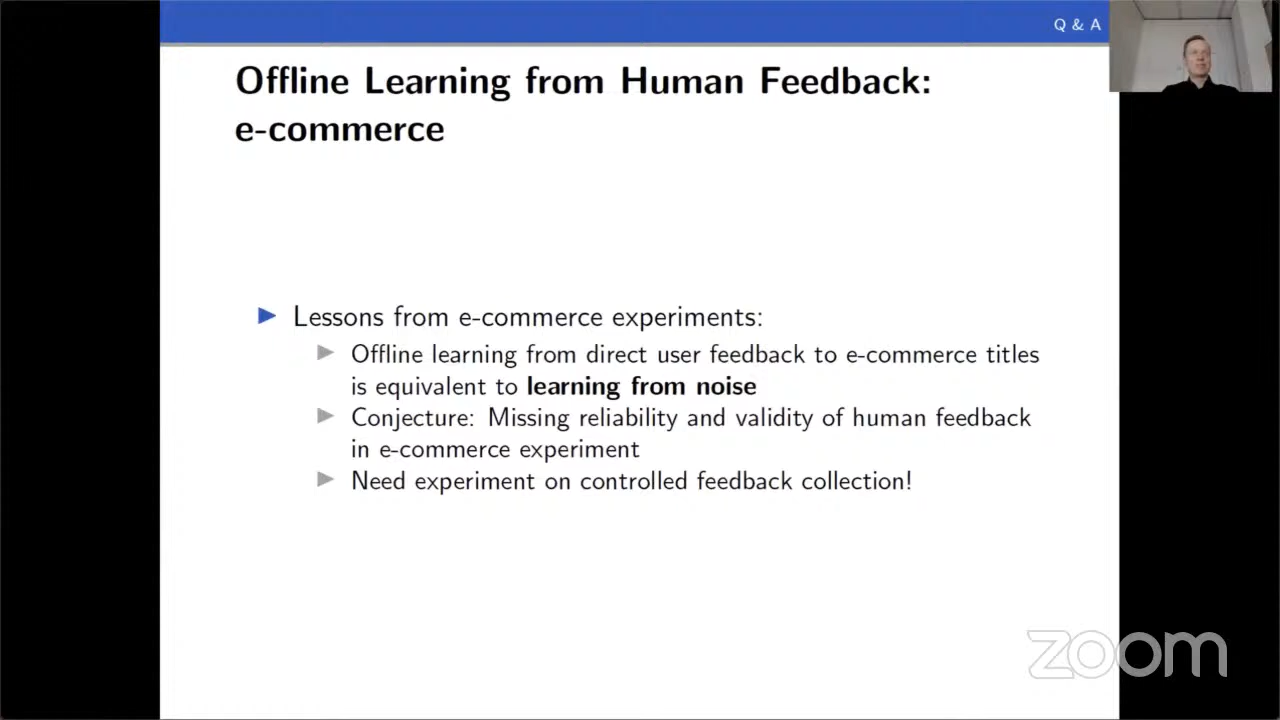 Q & A
Offline Learning from Human Feedback:
e-commerce
Lessons from e-commerce experiments:
Offline learning from direct user feedback to e-commerce titles
is equivalent to learning from noise
Conjecture: Missing reliability and validity of human feedback
in e-commerce experiment
Need experiment on controlled feedback collection!
zoom